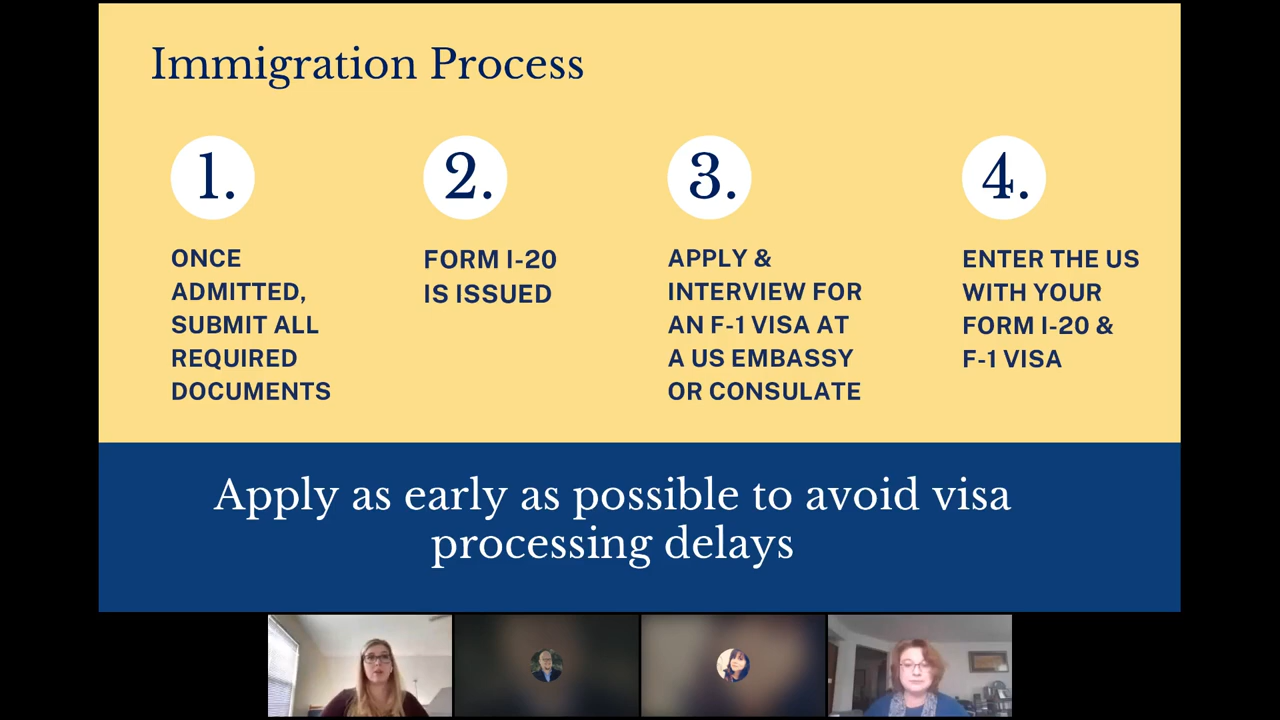 Immigration Process
1.
ONCE
ADMITTED,
SUBMIT ALL
REQUIRED
DOCUMENTS
2.
FORM I-20
IS ISSUED
3.
APPLY &
INTERVIEW FOR
AN F-1 VISA AT
A US EMBASSY
OR CONSULATE
4.
ENTER THE US
WITH YOUR
FORM I-20 &
F-1 VISA
Apply as early as possible to avoid visa
processing delays